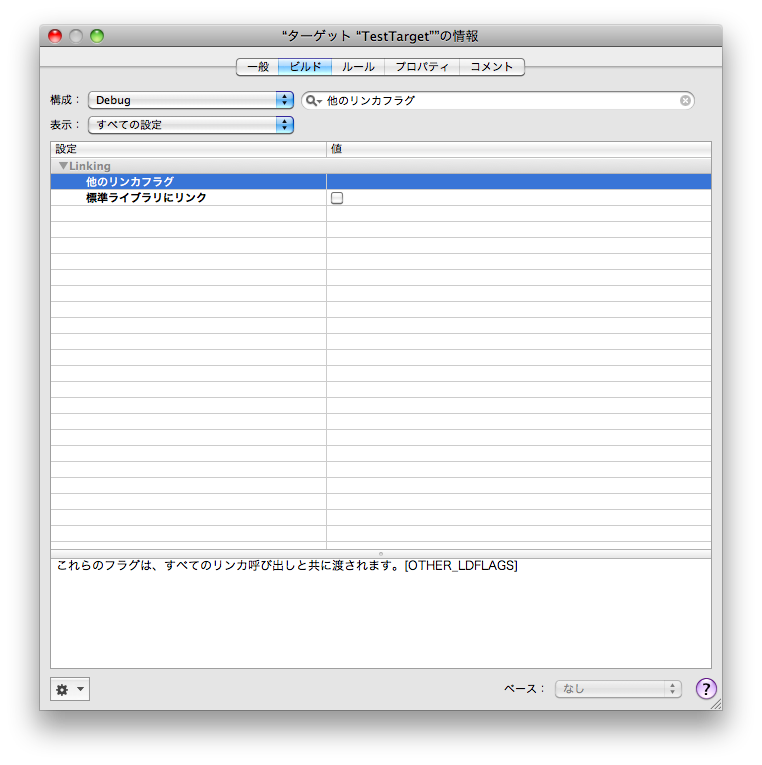 “ターゲット “TestTarget””の情報
一般 ビルド ルール プロパティ コメント
構成： Debug 他のリンカフラグ
表示： すべての設定
設定 値
▼Linking
他のリンカフラグ
標準ライブラリにリンク
これらのフラグは、すべてのリンカ呼び出しと共に渡されます。[OTHER_LDFLAGS]
ベース： なし ?